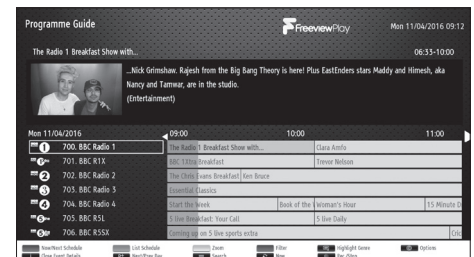 Programme Guide
FreeviewPlay
Mon 11/04/2016 09:12
The Radio 1 Breakfast Show with...
06:33-10:00
...Nick Grimshaw. Rajesh from the Big Bang Theory is here! Plus EastEnders stars Maddy and Himesh, aka
Nancy and Tamwar, are in the studio.
(Entertainment)
Mon 11/04/2016 09:00 10:00 11:00
1 700. BBC Radio 1 The Radio 1 Breakfast Show with... Clara Amfo
701. BBC R1X BBC 1Xtra Breakfast Trevor Nelson
2 702. BBC Radio 2 The Chris Evans Breakfast Ken Bruce
3 703. BBC Radio 3 Essential Classics
4 704. BBC Radio 4 Start the Week Book of the Woman's Hour 15 Minute D
705. BBC R5L 5 live Breakfast: Your Call 5 live Daily
706. BBC R5SX Coming up on 5 live sports extra Cric
Now/Next Schedule List Schedule Zoom Filter Highlight Genre Options
Event Details Next/Prev Day Search Now Rec./Stop